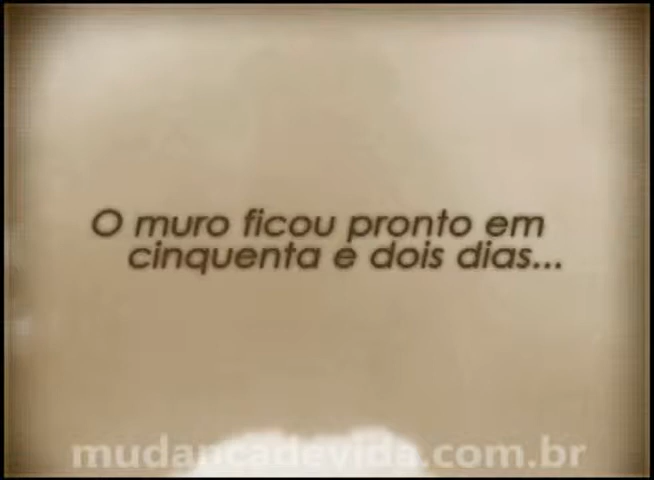 O muro ficou pronto em
cinquenta e dois dias...
mudancadevida.com.br